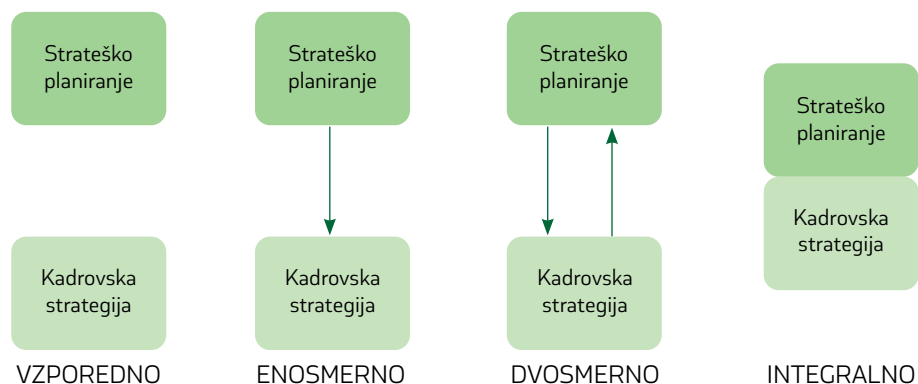 Strateško
planiranje
Kadrovska
strategija
VZPOREDNO
Strateško
planiranje
Kadrovska
strategija
ENOSMERNO
Strateško
planiranje
Kadrovska
strategija
DVOSMERNO
Strateško
planiranje
Kadrovska
strategija
INTEGRALNO